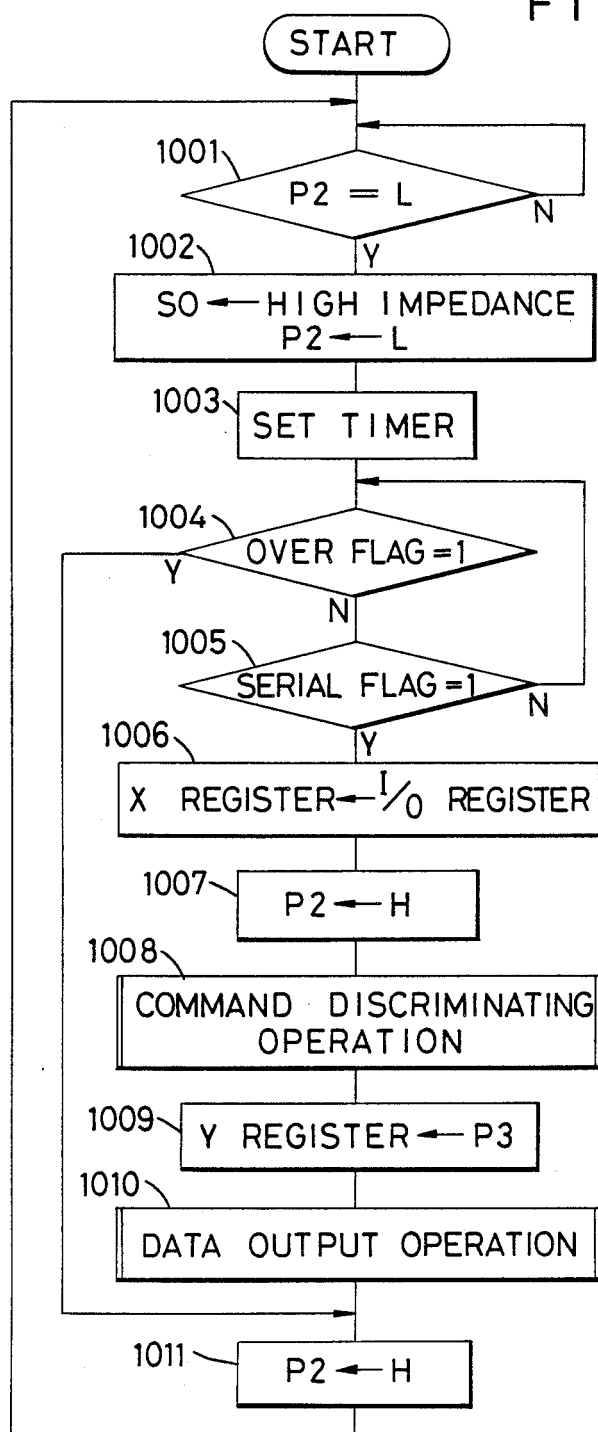 FI
START
1001
P2 = L
N
Y
1002
SO ← HIGH IMPEDANCE
P2 ← L
1003
SET TIMER
1004
OVER FLAG = 1
Y
N
1005
SERIAL FLAG = 1
N
Y
1006
X REGISTER ← I/O REGISTER
1007
P2 ← H
1008
COMMAND DISCRIMINATING
OPERATION
1009
Y REGISTER ← P3
1010
DATA OUTPUT OPERATION
1011
P2 ← H